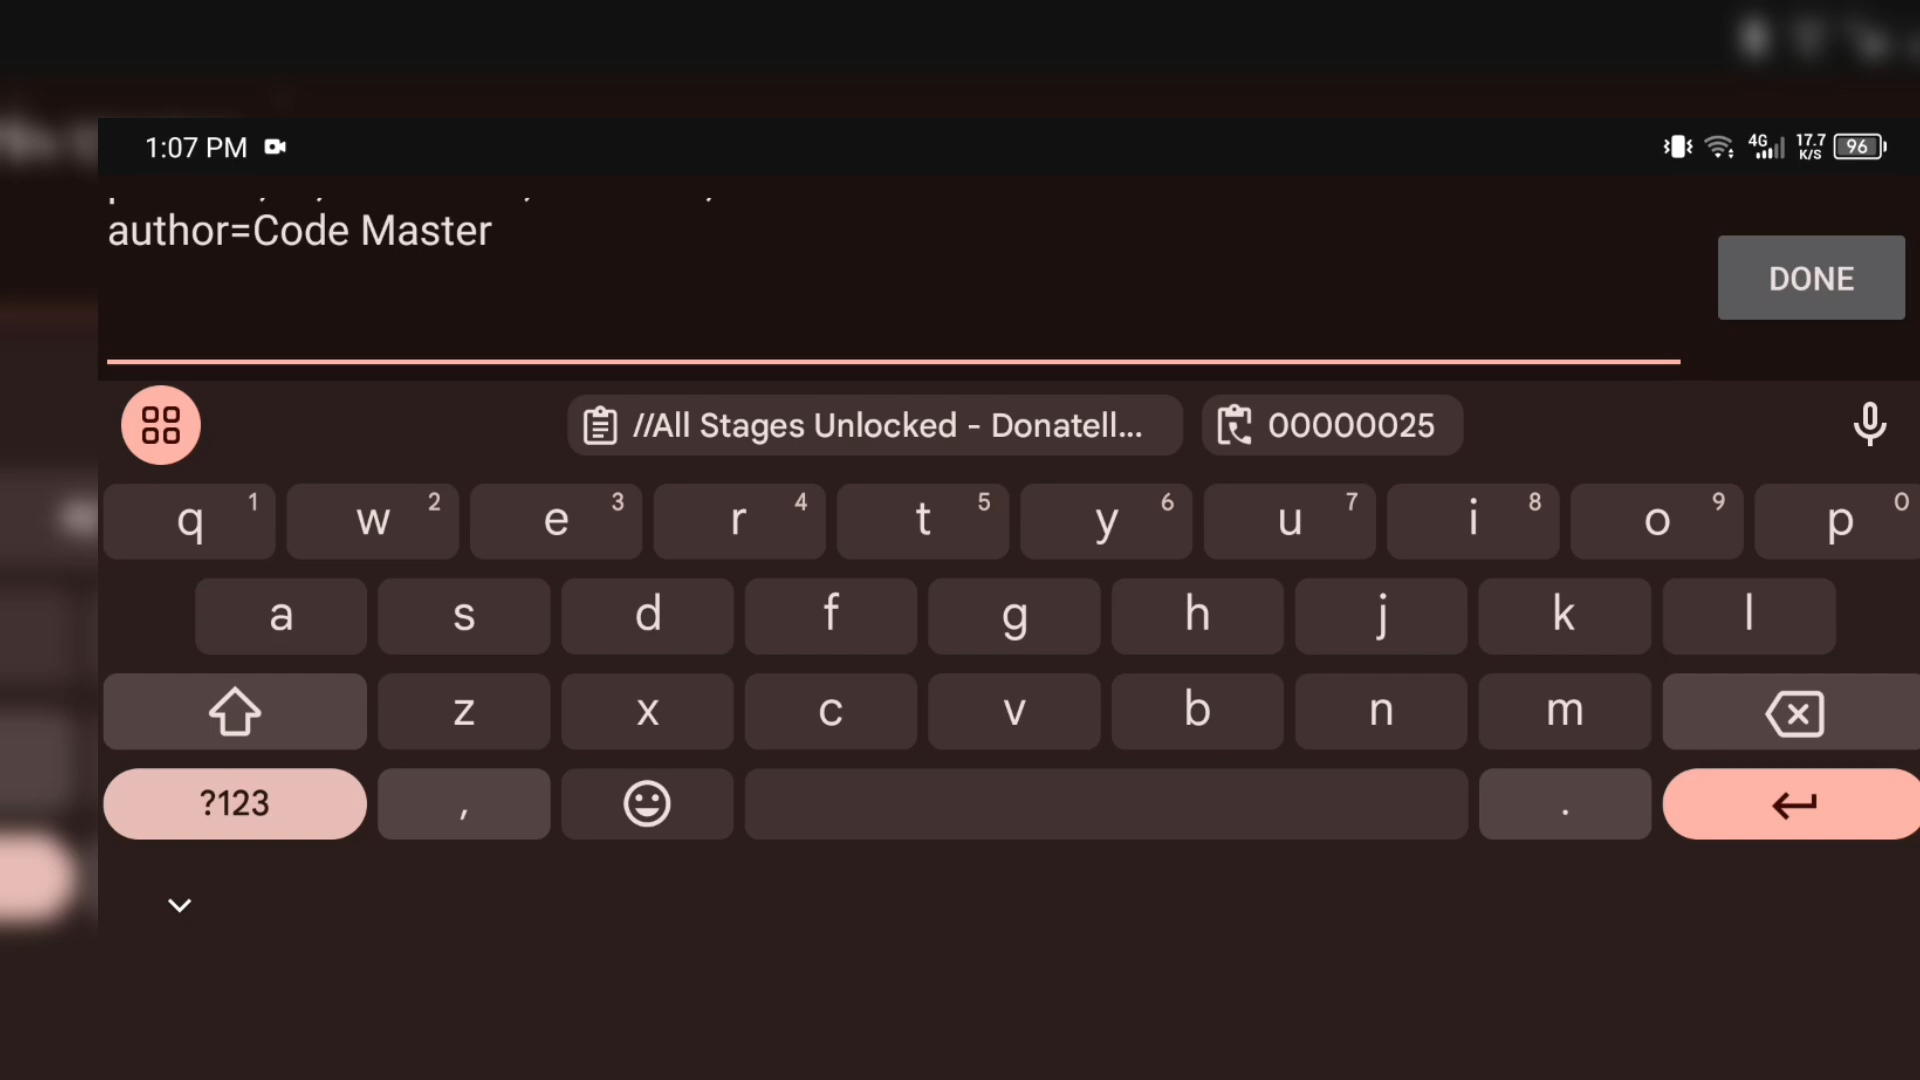 1:07 PM
4G 17.7 K/S 96
author=Code Master
DONE
//All Stages Unlocked - Donatell...
00000025
q 1 w 2 e 3 r 4 t 5 y 6 u 7 i 8 o 9 p 0
a s d f g h j k l
z x c v b n m
?123 , .